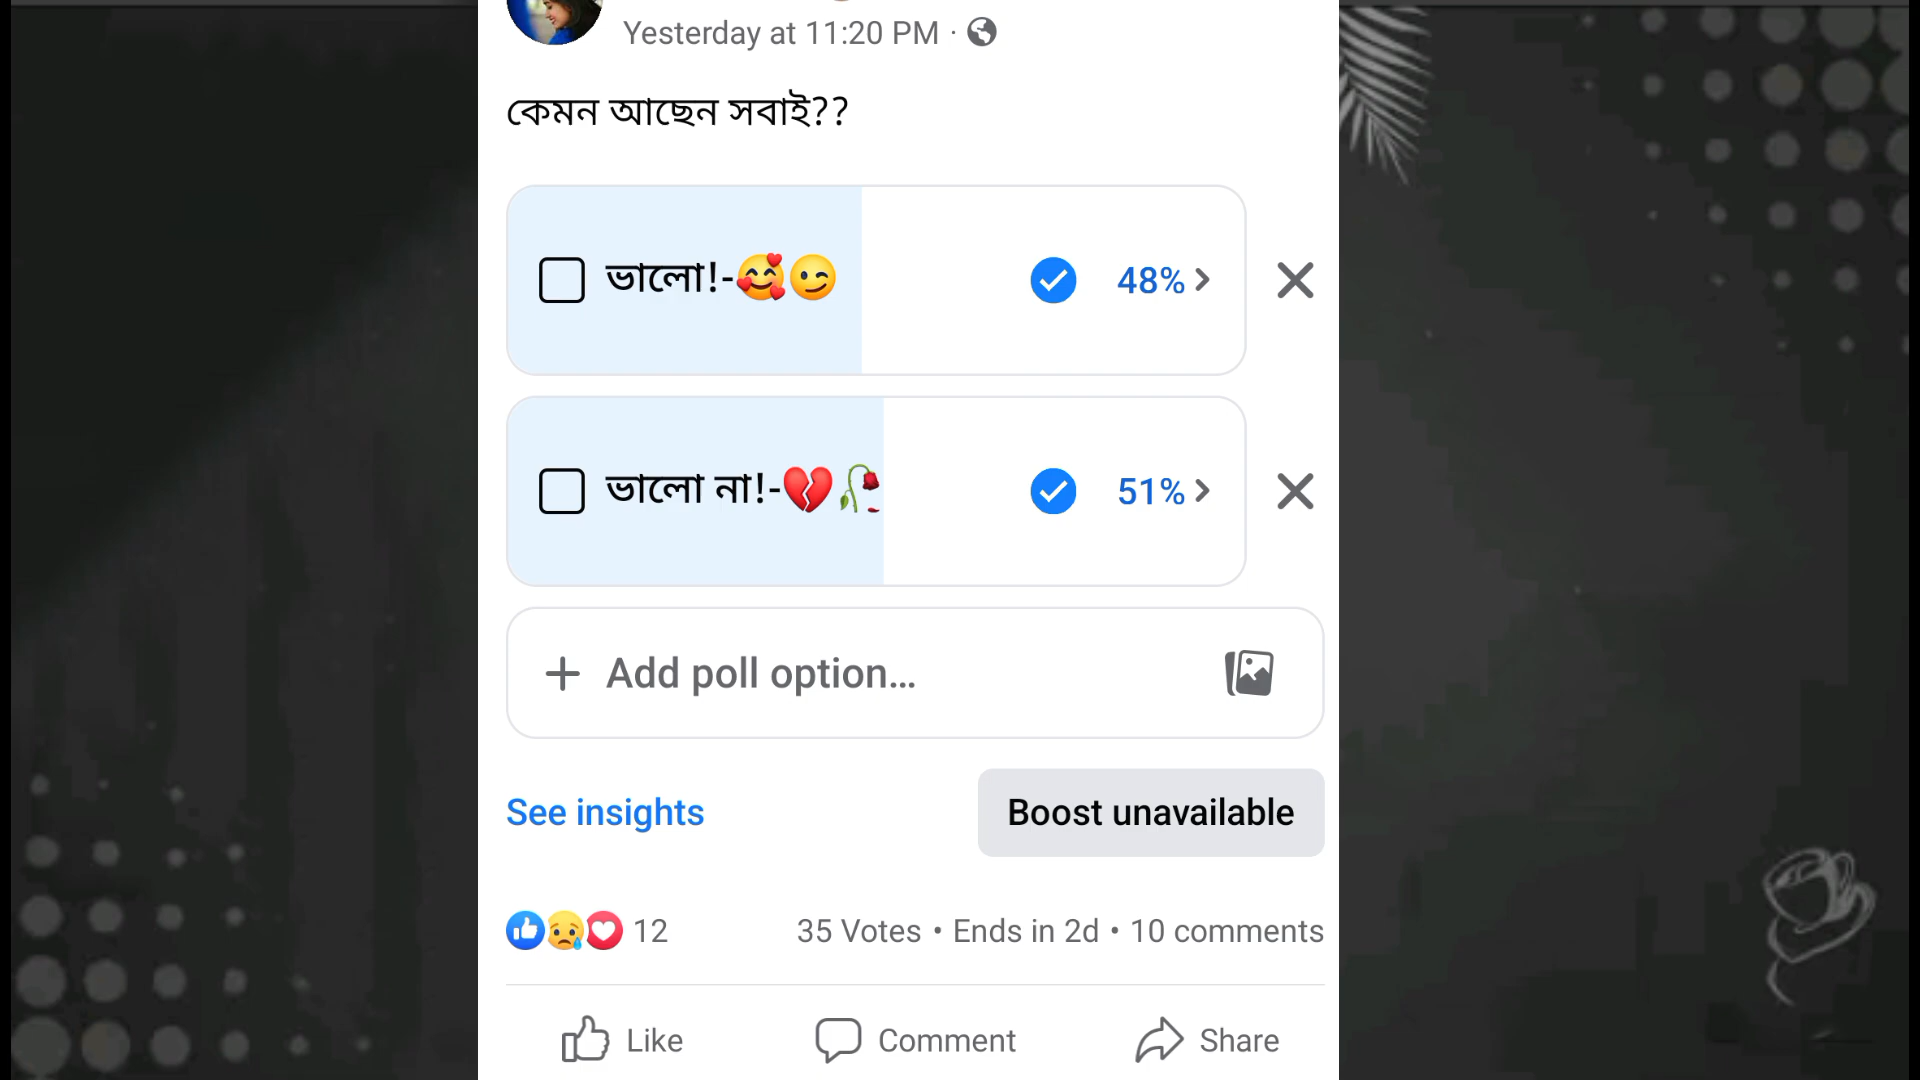 Yesterday at 11:20 PM ·
কেমন আছেন সবাই??
ভালো!-🥰😉 48%
ভালো না!-💔🥀 51%
+ Add poll option...
See insights Boost unavailable
12 35 Votes • Ends in 2d • 10 comments
Like Comment Share